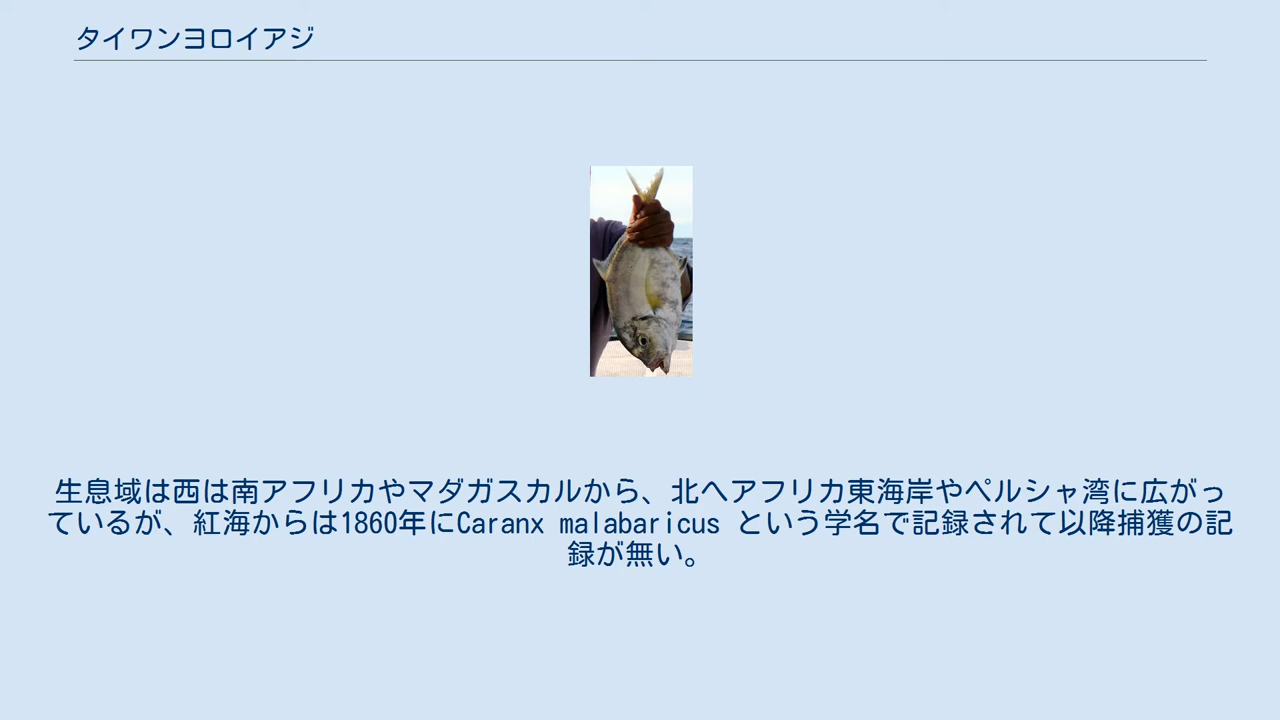 タイワンヨロイアジ
生息域は西は南アフリカやマダガスカルから、北へアフリカ東海岸やペルシャ湾に広がっ
ているが、紅海からは1860年にCaranx malabaricus という学名で記録されて以降捕獲の記
録が無い。